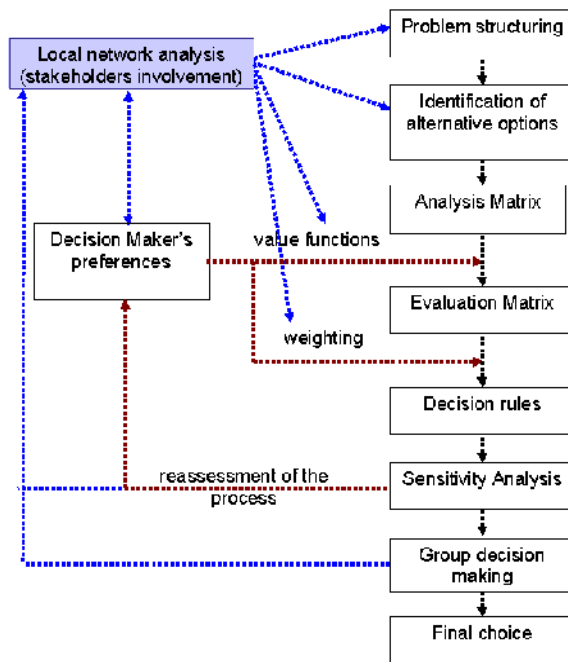 Problem structuring
Local network analysis
(stakeholders involvement)
Identification of
alternative options
Analysis Matrix
Decision Maker's
preferences
value functions
Evaluation Matrix
weighting
Decision rules
reassessment of the
process
Sensitivity Analysis
Group decision
making
Final choice